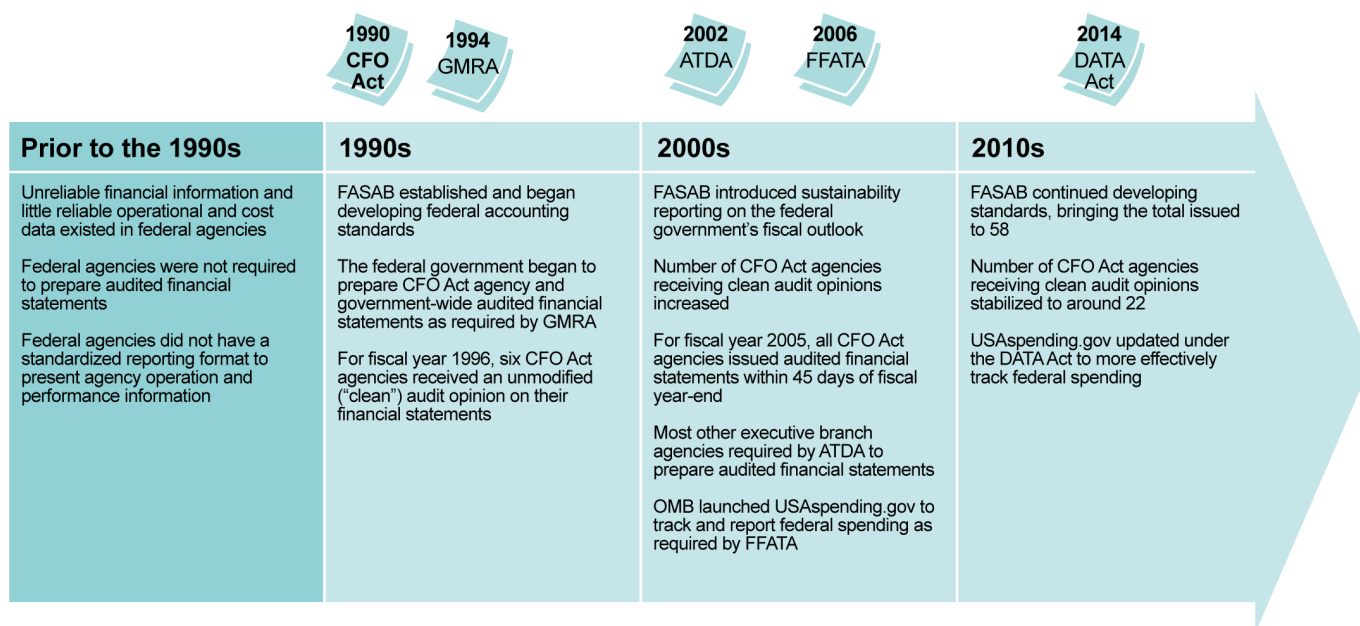 1990
CFO
Act
1994
GMRA
2002
ATDA
2006
FFATA
2014
DATA
Act
Prior to the 1990s
Unreliable financial information and
little reliable operational and cost
data existed in federal agencies
Federal agencies were not required
to prepare audited financial
statements
Federal agencies did not have a
standardized reporting format to
present agency operation and
performance information
1990s
FASAB established and began
developing federal accounting
standards
The federal government began to
prepare CFO Act agency and
government-wide audited financial
statements as required by GMRA
For fiscal year 1996, six CFO Act
agencies received an unmodified
(“clean”) audit opinion on their
financial statements
2000s
FASAB introduced sustainability
reporting on the federal
government’s fiscal outlook
Number of CFO Act agencies
receiving clean audit opinions
increased
For fiscal year 2005, all CFO Act
agencies issued audited financial
statements within 45 days of fiscal
year-end
Most other executive branch
agencies required by ATDA to
prepare audited financial statements
OMB launched USAspending.gov to
track and report federal spending as
required by FFATA
2010s
FASAB continued developing
standards, bringing the total issued
to 58
Number of CFO Act agencies
receiving clean audit opinions
stabilized to around 22
USAspending.gov updated under
the DATA Act to more effectively
track federal spending